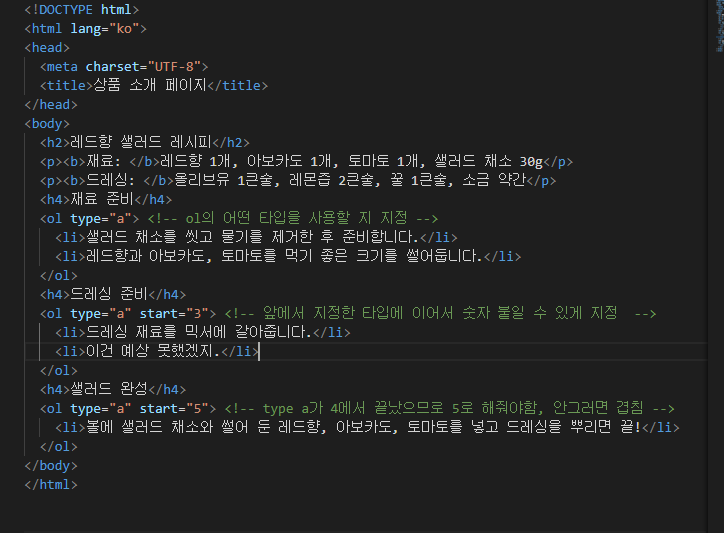 <!DOCTYPE html>
<html lang="ko">
<head>
<meta charset="UTF-8">
<title>상품 소개 페이지</title>
</head>
<body>
<h2>레드향 샐러드 레시피</h2>
<p><b>재료: </b>레드향 1개, 아보카도 1개, 토마토 1개, 샐러드 채소 30g</p>
<p><b>드레싱: </b>올리브유 1큰술, 레몬즙 2큰술, 꿀 1큰술, 소금 약간</p>
<h4>재료 준비</h4>
<ol type="a"> <!-- ol의 어떤 타입을 사용할 지 지정 -->
<li>샐러드 채소를 씻고 물기를 제거한 후 준비합니다.</li>
<li>레드향과 아보카도, 토마토를 먹기 좋은 크기를 썰어둡니다.</li>
</ol>
<h4>드레싱 준비</h4>
<ol type="a" start="3"> <!-- 앞에서 지정한 타입에 이어서 숫자 붙일 수 있게 지정  -->
<li>드레싱 재료를 믹서에 갈아줍니다.</li>
<li>이건 예상 못했겠지.</li>
</ol>
<h4>샐러드 완성</h4>
<ol type="a" start="5"> <!-- type a가 4에서 끝났으므로 5로 해줘야함, 안그러면 겹침 -->
<li>볼에 샐러드 채소와 썰어 둔 레드향, 아보카도, 토마토를 넣고 드레싱을 뿌리면 끝!</li>
</ol>
</body>
</html>